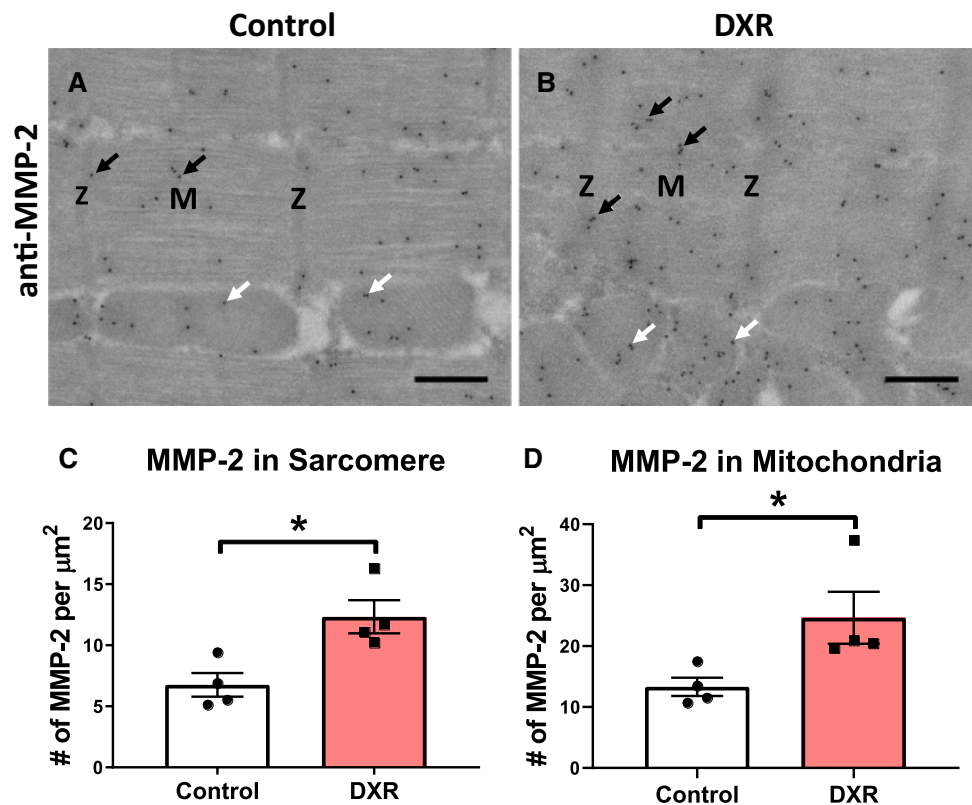 Control DXR
anti-MMP-2
A B
Z M Z
Z M Z
C MMP-2 in Sarcomere
# of MMP-2 per μm²
20
15
10
5
0
*
Control DXR
D MMP-2 in Mitochondria
# of MMP-2 per μm²
40
30
20
10
0
*
Control DXR